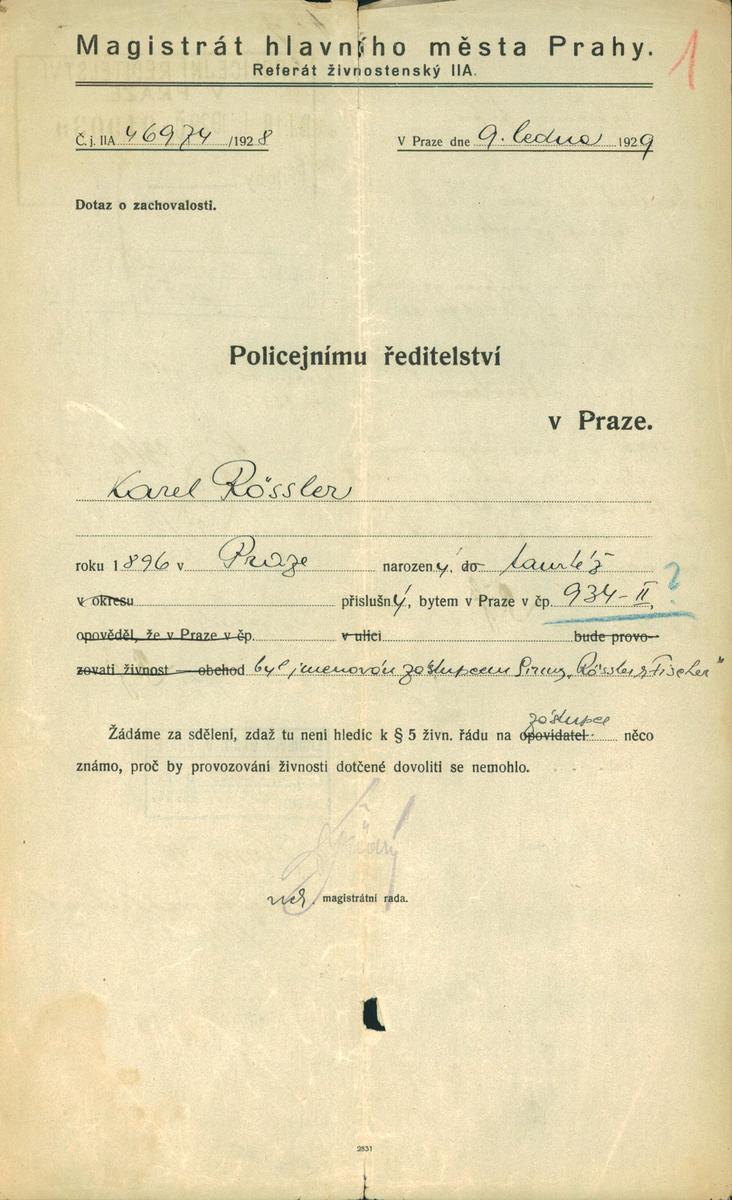 Magistrát hlavního města Prahy.
Referát živnostenský IIA.
1
Č. j. IIA 46974 /1928 V Praze dne 9. ledna 1929
Dotaz o zachovalosti.
Policejnímu ředitelství
v Praze.
Karel Rössler
roku 1896 v Praze narozený, do tamtéž
v okresu příslušný, bytem v Praze v čp. 934-II, ?
opověděl, že v Praze v čp. v ulici bude provo-
zovati živnost — obchod byl jmenován zástupcem firmy „Rössler & Fischer"
zástupce
Žádáme za sdělení, zdaž tu není hledíc k § 5 živn. řádu na opovídatel něco
známo, proč by provozování živnosti dotčené dovoliti se nemohlo.
magistrátní rada.
2831